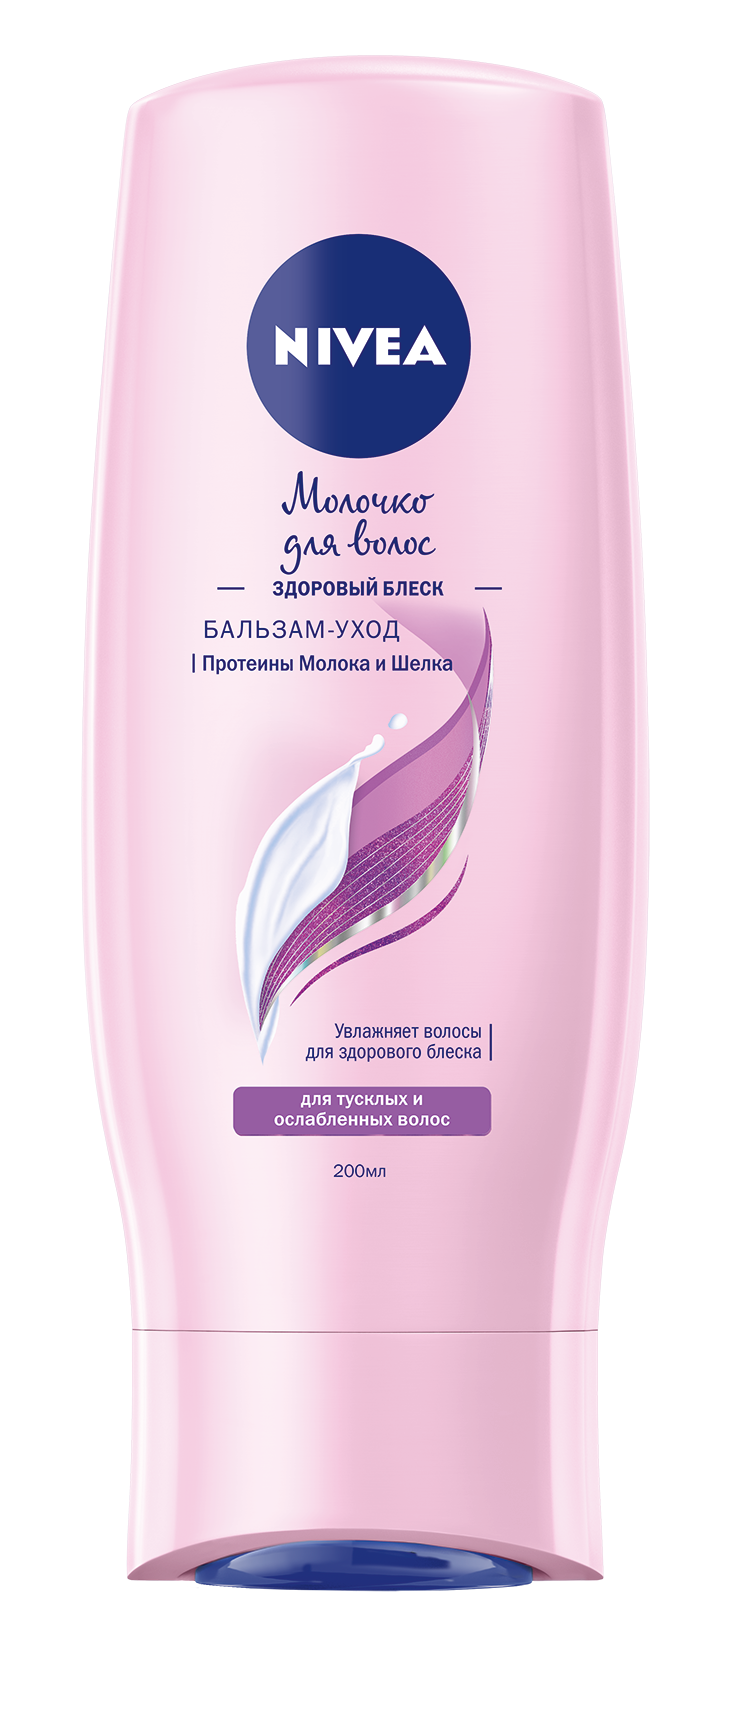 NIVEA
Молочко
для волос
ЗДОРОВЫЙ БЛЕСК
БАЛЬЗАМ-УХОД
Протеины Молока и Шелка
Увлажняет волосы
для здорового блеска
для тусклых и
ослабленных волос
200мл